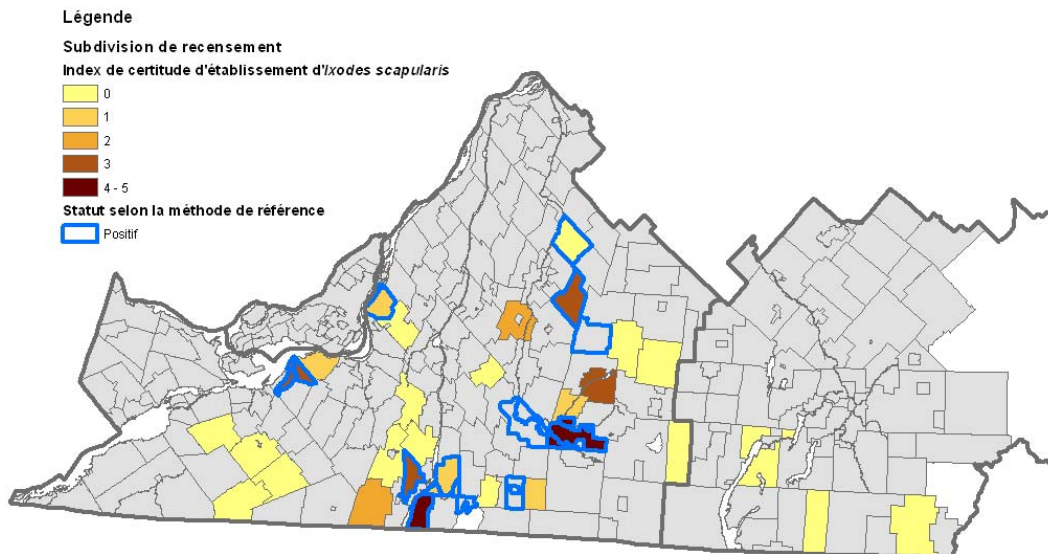 Légende
Subdivision de recensement
Index de certitude d'établissement d'Ixodes scapularis
0
1
2
3
4 - 5
Statut selon la méthode de référence
Positif